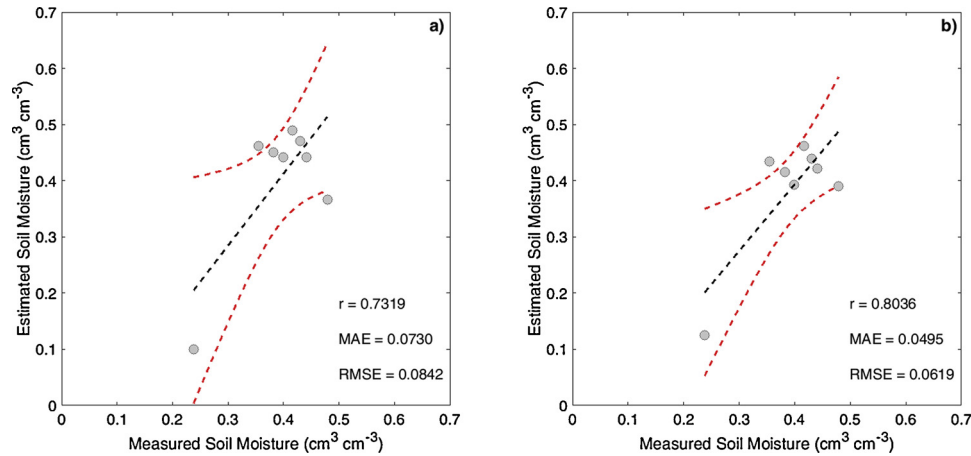 a)
Estimated Soil Moisture (cm³ cm⁻³)
0.7
0.6
0.5
0.4
0.3
0.2
0.1
0
r = 0.7319
MAE = 0.0730
RMSE = 0.0842
0 0.1 0.2 0.3 0.4 0.5 0.6 0.7
Measured Soil Moisture (cm³ cm⁻³)
b)
Estimated Soil Moisture (cm³ cm⁻³)
0.7
0.6
0.5
0.4
0.3
0.2
0.1
0
r = 0.8036
MAE = 0.0495
RMSE = 0.0619
0 0.1 0.2 0.3 0.4 0.5 0.6 0.7
Measured Soil Moisture (cm³ cm⁻³)